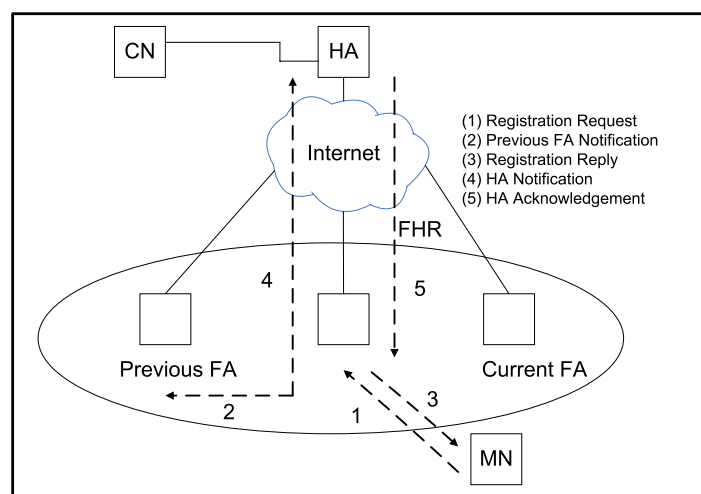 CN
HA
(1) Registration Request
(2) Previous FA Notification
(3) Registration Reply
(4) HA Notification
(5) HA Acknowledgement
Internet
FHR
4
5
Previous FA
Current FA
2
1
3
MN